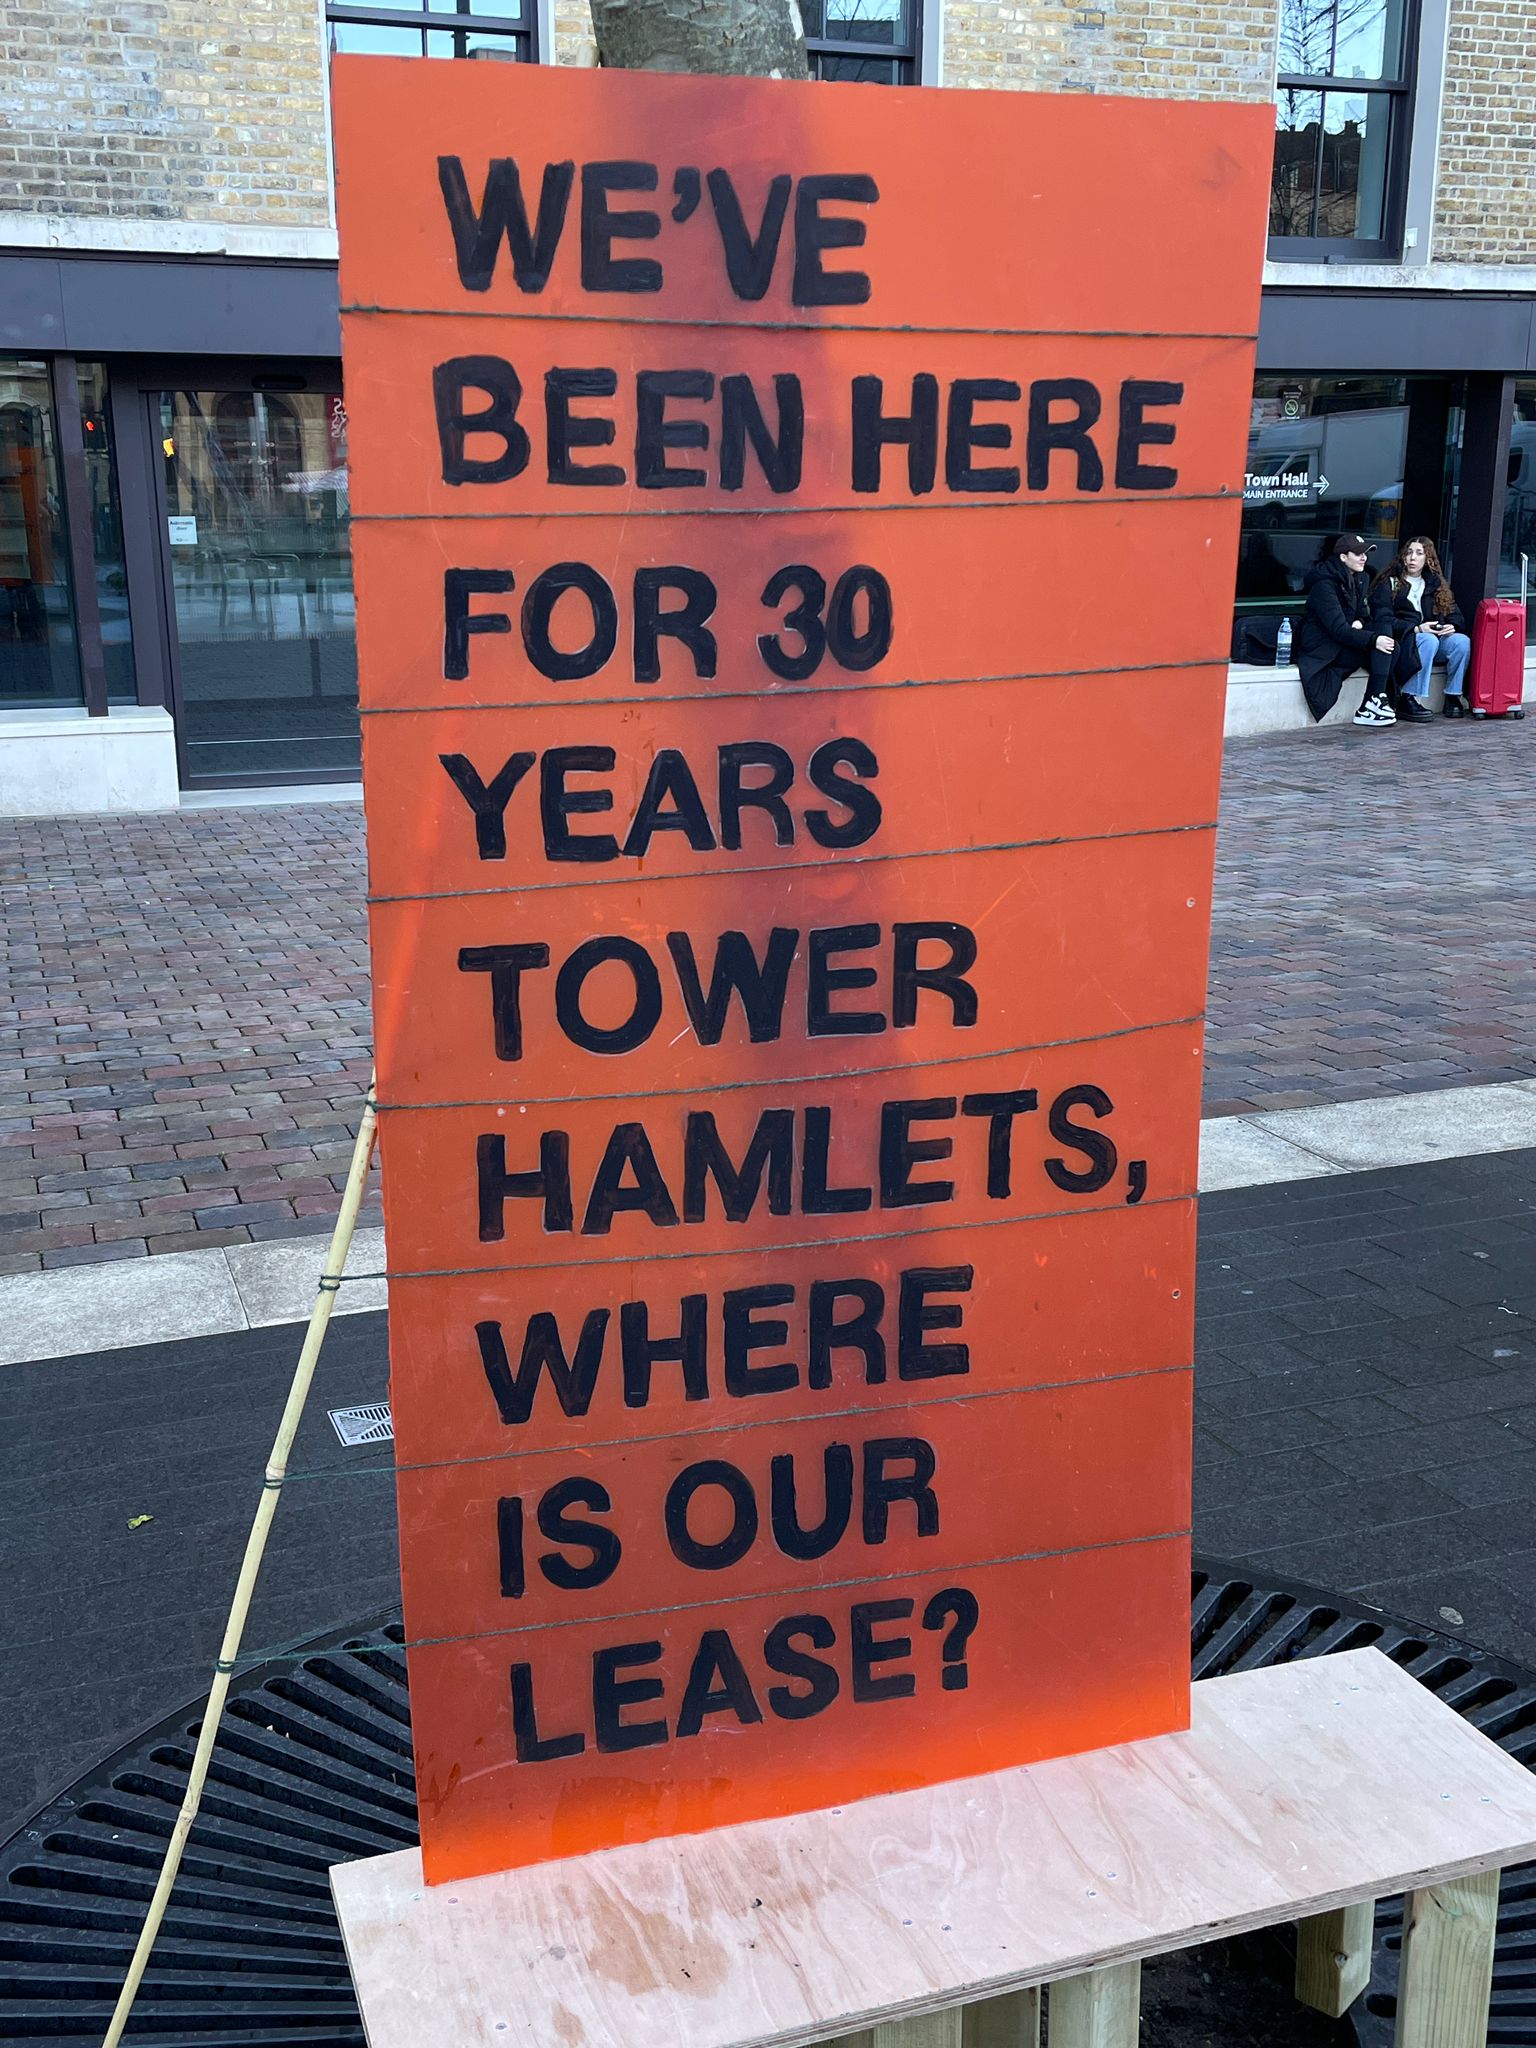 WE'VE
BEEN HERE
FOR 30
YEARS
TOWER
HAMLETS,
WHERE
IS OUR
LEASE?
Town Hall
MAIN ENTRANCE